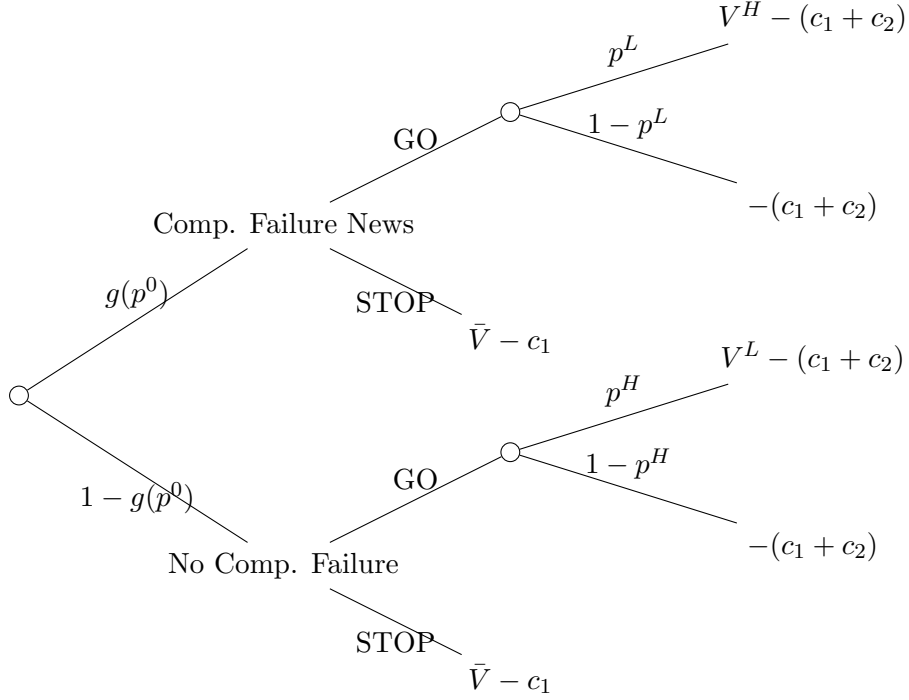 V^H − (c_1 + c_2)
p^L
GO
1 − p^L
−(c_1 + c_2)
Comp. Failure News
g(p^0)
STOP
V̄ − c_1
V^L − (c_1 + c_2)
p^H
GO
1 − p^H
1 − g(p^0)
−(c_1 + c_2)
No Comp. Failure
STOP
V̄ − c_1